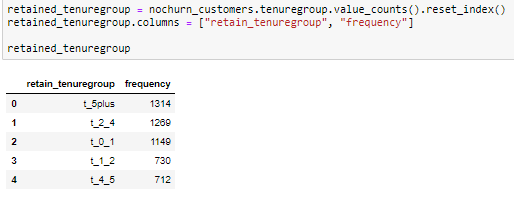 retained_tenuregroup = nochurn_customers.tenuregroup.value_counts().reset_index()
retained_tenuregroup.columns = ["retain_tenuregroup", "frequency"]
retained_tenuregroup
retain_tenuregroup frequency
0 t_5plus 1314
1 t_2_4 1269
2 t_0_1 1149
3 t_1_2 730
4 t_4_5 712